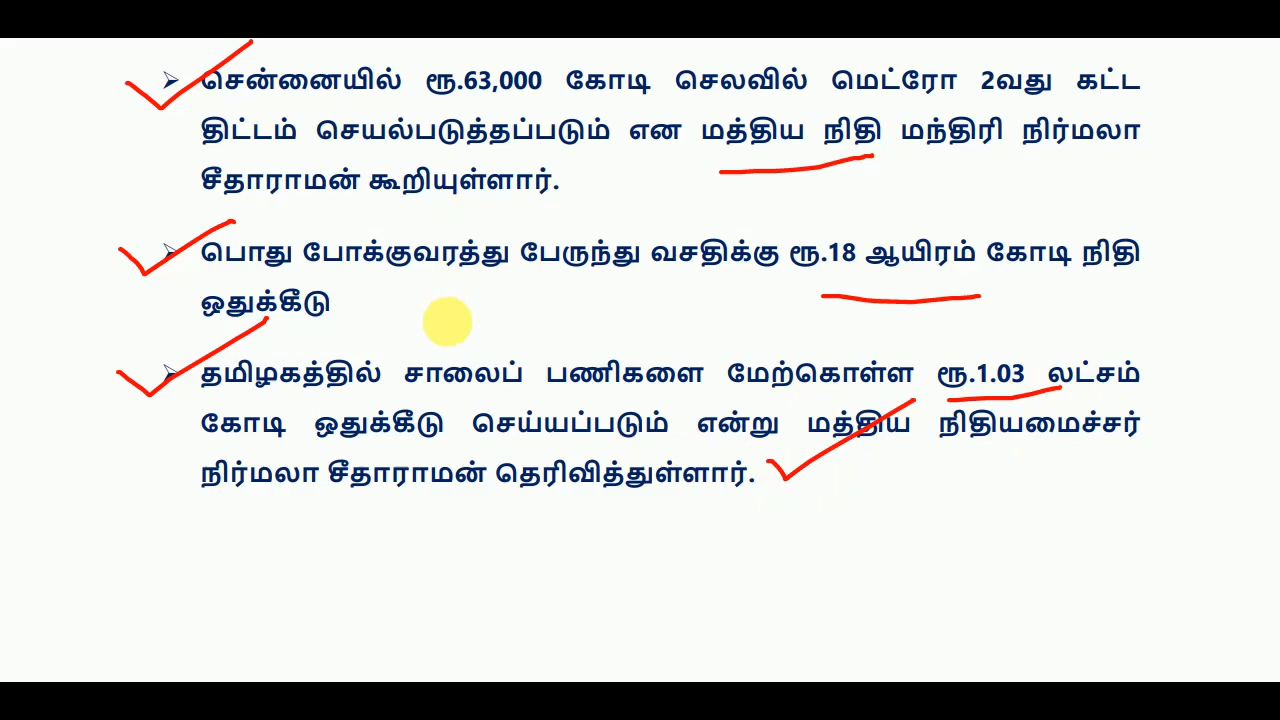 சென்னையில் ரூ.63,000 கோடி செலவில் மெட்ரோ 2வது கட்ட
திட்டம் செயல்படுத்தப்படும் என மத்திய நிதி மந்திரி நிர்மலா
சீதாராமன் கூறியுள்ளார்.
பொது போக்குவரத்து பேருந்து வசதிக்கு ரூ.18 ஆயிரம் கோடி நிதி
ஒதுக்கீடு
தமிழகத்தில் சாலைப் பணிகளை மேற்கொள்ள ரூ.1.03 லட்சம்
கோடி ஒதுக்கீடு செய்யப்படும் என்று மத்திய நிதியமைச்சர்
நிர்மலா சீதாராமன் தெரிவித்துள்ளார்.